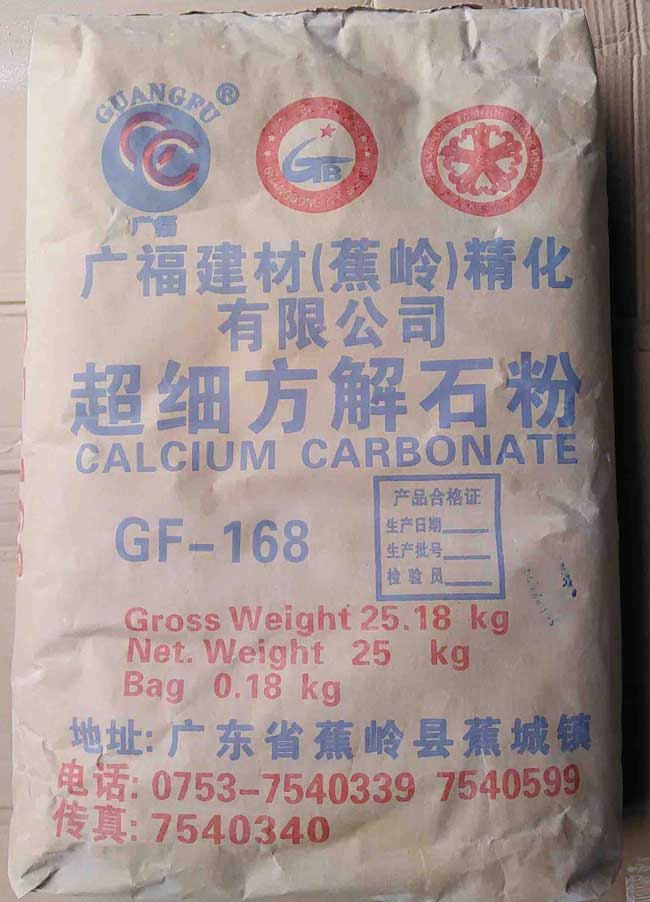 GUANGFU®
广福
GB
广福建材(蕉岭)精化
有限公司
超细方解石粉
CALCIUM CARBONATE
GF-168
产品合格证
生产日期
生产批号
检验员
Gross Weight 25.18 kg
Net. Weight 25 kg
Bag 0.18 kg
地址: 广东省蕉岭县蕉城镇
电话: 0753-7540339 7540599
传真: 7540340